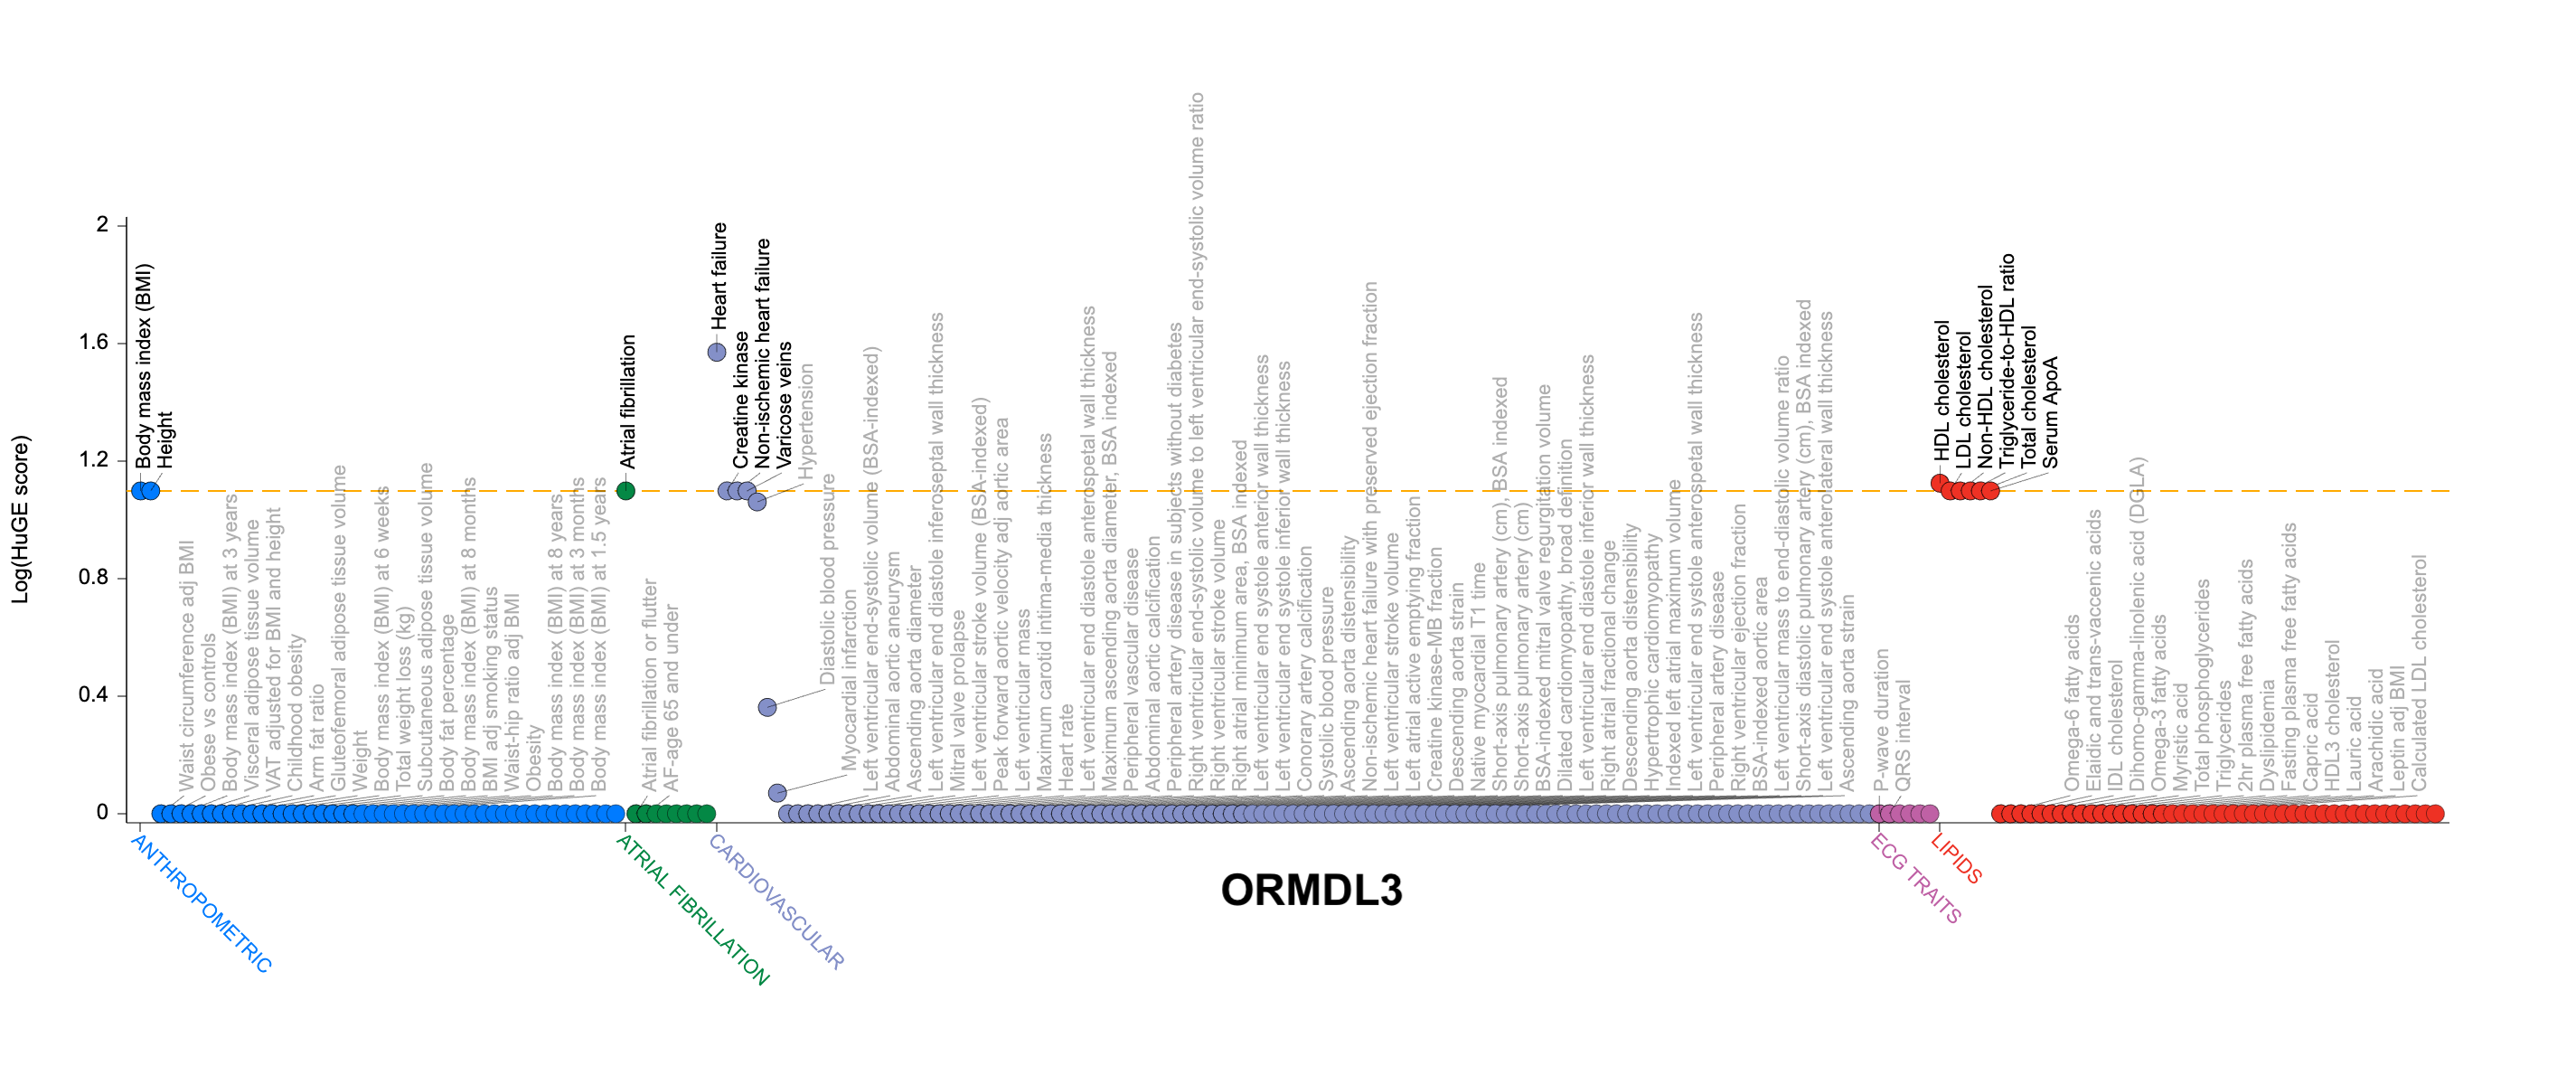 Log(HuGE score)
2
1.6
1.2
0.8
0.4
0
Body mass index (BMI)
Height
Waist circumference adj BMI
Obese vs controls
Body mass index (BMI) at 3 years
Visceral adipose tissue volume
VAT adjusted for BMI and height
Childhood obesity
Arm fat ratio
Gluteofemoral adipose tissue volume
Weight
Body mass index (BMI) at 6 weeks
Total weight loss (kg)
Subcutaneous adipose tissue volume
Body fat percentage
Body mass index (BMI) at 8 months
BMI adj smoking status
Waist-hip ratio adj BMI
Obesity
Body mass index (BMI) at 8 years
Body mass index (BMI) at 3 months
Body mass index (BMI) at 1.5 years
Atrial fibrillation
Atrial fibrillation or flutter
AF-age 65 and under
Heart failure
Creatine kinase
Non-ischemic heart failure
Varicose veins
Hypertension
Diastolic blood pressure
Myocardial infarction
Left ventricular end-systolic volume (BSA-indexed)
Abdominal aortic aneurysm
Ascending aorta diameter
Left ventricular end diastole inferoseptal wall thickness
Mitral valve prolapse
Left ventricular stroke volume (BSA-indexed)
Peak forward aortic velocity adj aortic area
Left ventricular mass
Maximum carotid intima-media thickness
Heart rate
Left ventricular end diastole anterospetal wall thickness
Maximum ascending aorta diameter, BSA indexed
Peripheral vascular disease
Abdominal aortic calcification
Peripheral artery disease in subjects without diabetes
Right ventricular end-systolic volume to left ventricular end-systolic volume ratio
Right ventricular stroke volume
Right atrial minimum area, BSA indexed
Left ventricular end systole anterior wall thickness
Left ventricular end systole inferior wall thickness
Conorary artery calcification
Systolic blood pressure
Ascending aorta distensibility
Non-ischemic heart failure with preserved ejection fraction
Left ventricular stroke volume
Left atrial active emptying fraction
Creatine kinase-MB fraction
Descending aorta strain
Native myocardial T1 time
Short-axis pulmonary artery (cm), BSA indexed
Short-axis pulmonary artery (cm)
BSA-indexed mitral valve regurgitation volume
Dilated cardiomyopathy, broad definition
Left ventricular end diastole inferior wall thickness
Right atrial fractional change
Descending aorta distensibility
Hypertrophic cardiomyopathy
Indexed left atrial maximum volume
Left ventricular end systole anterospetal wall thickness
Peripheral artery disease
Right ventricular ejection fraction
BSA-indexed aortic area
Left ventricular mass to end-diastolic volume ratio
Short-axis diastolic pulmonary artery (cm), BSA indexed
Left ventricular end systole anterolateral wall thickness
Ascending aorta strain
P-wave duration
QRS interval
HDL cholesterol
LDL cholesterol
Non-HDL cholesterol
Triglyceride-to-HDL ratio
Total cholesterol
Serum ApoA
Omega-6 fatty acids
Elaidic and trans-vaccenic acids
IDL cholesterol
Dihomo-gamma-linolenic acid (DGLA)
Omega-3 fatty acids
Myristic acid
Total phosphoglycerides
Triglycerides
2hr plasma free fatty acids
Dyslipidemia
Fasting plasma free fatty acids
Capric acid
HDL3 cholesterol
Lauric acid
Arachidic acid
Leptin adj BMI
Calculated LDL cholesterol
ANTHROPOMETRIC
ATRIAL FIBRILLATION
CARDIOVASCULAR
ECG TRAITS
LIPIDS
ORMDL3